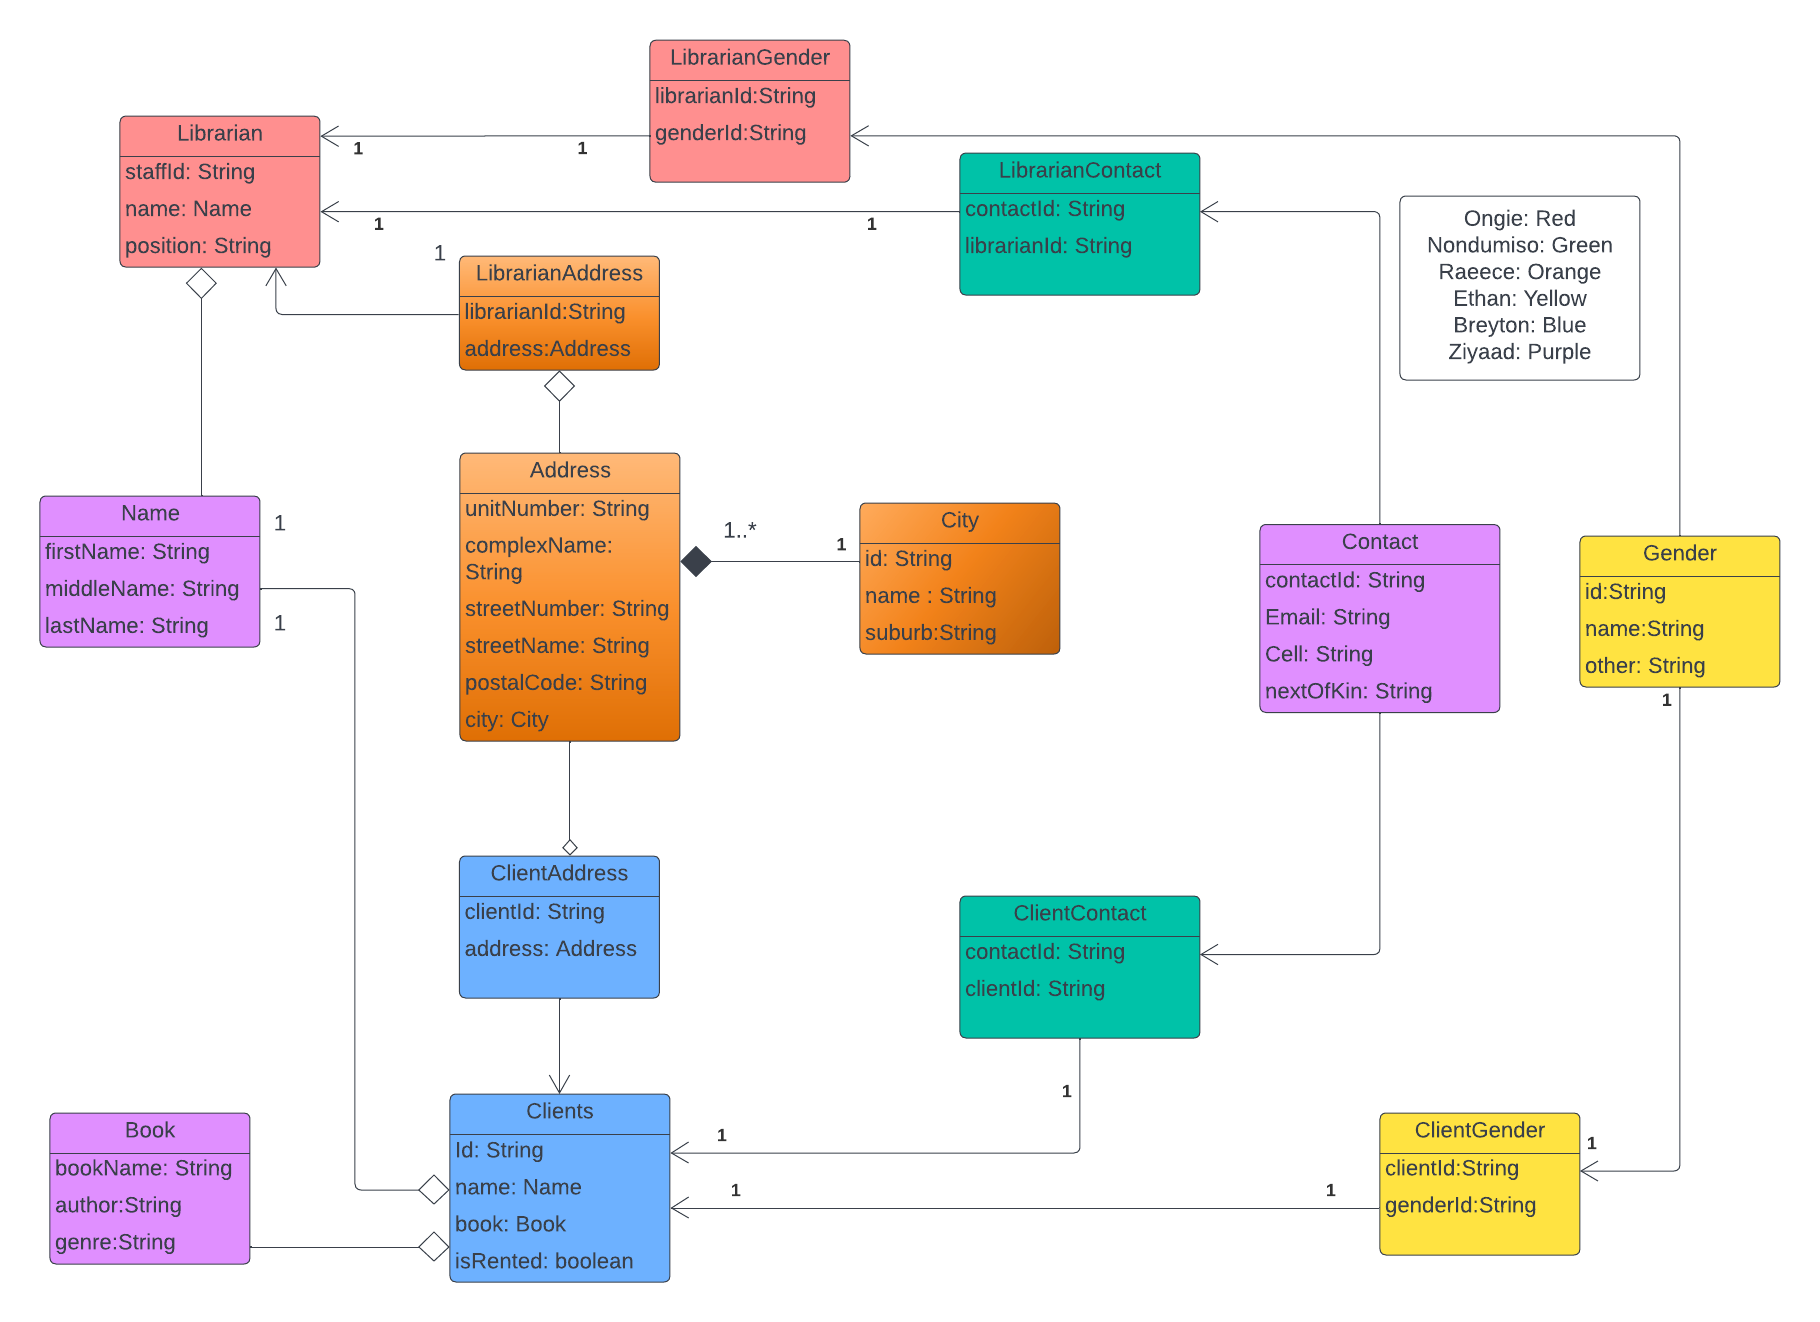 LibrarianGender
librarianId:String
genderId:String
Librarian
staffId: String
name: Name
position: String
1
1
LibrarianContact
contactId: String
librarianId: String
1
1
Ongie: Red
Nondumiso: Green
Raeece: Orange
Ethan: Yellow
Breyton: Blue
Ziyaad: Purple
1
LibrarianAddress
librarianId:String
address:Address
Address
unitNumber: String
complexName:
String
streetNumber: String
streetName: String
postalCode: String
city: City
1..*
1
City
id: String
name : String
suburb:String
Name
firstName: String
middleName: String
lastName: String
1
1
Contact
contactId: String
Email: String
Cell: String
nextOfKin: String
Gender
id:String
name:String
other: String
1
ClientAddress
clientId: String
address: Address
ClientContact
contactId: String
clientId: String
1
1
Clients
Id: String
name: Name
book: Book
isRented: boolean
Book
bookName: String
author:String
genre:String
1
1
ClientGender
clientId:String
genderId:String
1